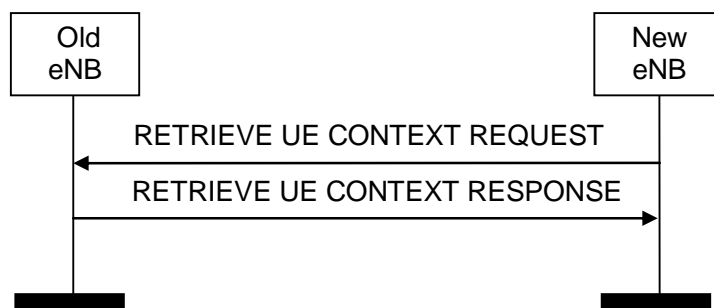 Old
eNB
New
eNB
RETRIEVE UE CONTEXT REQUEST
RETRIEVE UE CONTEXT RESPONSE